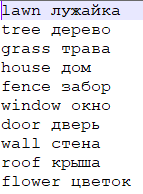 lawn лужайка
tree дерево
grass трава
house дом
fence забор
window окно
door дверь
wall стена
roof крыша
flower цветок